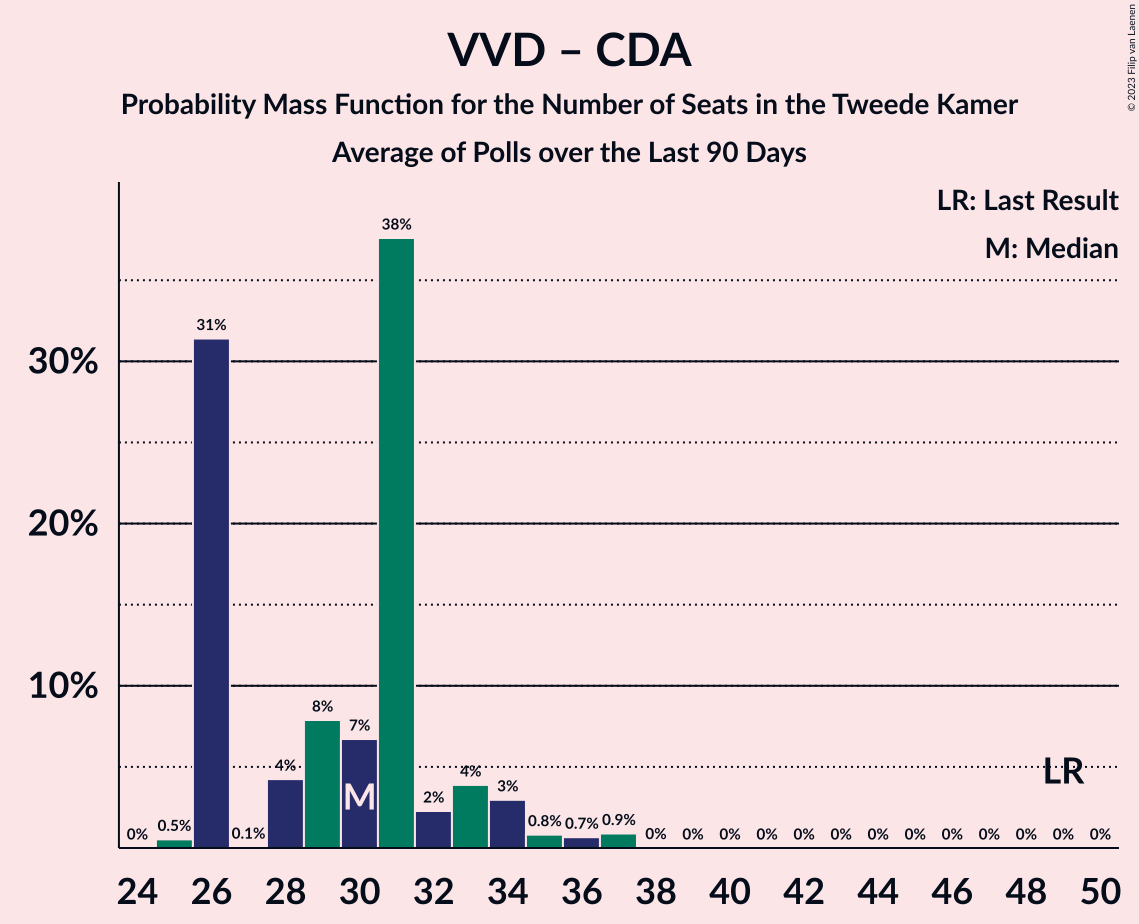 VVD – CDA
Probability Mass Function for the Number of Seats in the Tweede Kamer
Average of Polls over the Last 90 Days
© 2023 Filip van Laenen
LR: Last Result
M: Median
30%
20%
10%
0% 0.5% 31% 0.1% 4% 8% 7% 38% 2% 4% 3% 0.8% 0.7% 0.9% 0% 0% 0% 0% 0% 0% 0% 0% 0% 0% 0% 0% 0%
M
LR
24 26 28 30 32 34 36 38 40 42 44 46 48 50